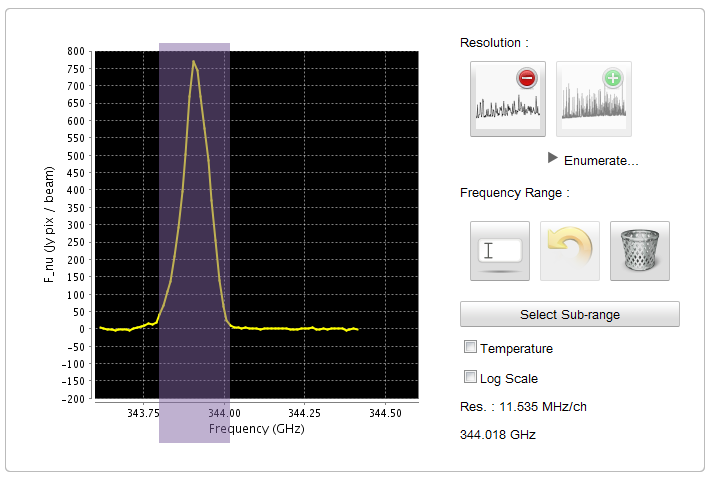 Resolution :
Enumerate...
Frequency Range :
Select Sub-range
Temperature
Log Scale
Res. : 11.535 MHz/ch
344.018 GHz
F_nu (Jy pix / beam)
800
750
700
650
600
550
500
450
400
350
300
250
200
150
100
50
0
-50
-100
-150
-200
343.75 344.00 344.25 344.50
Frequency (GHz)